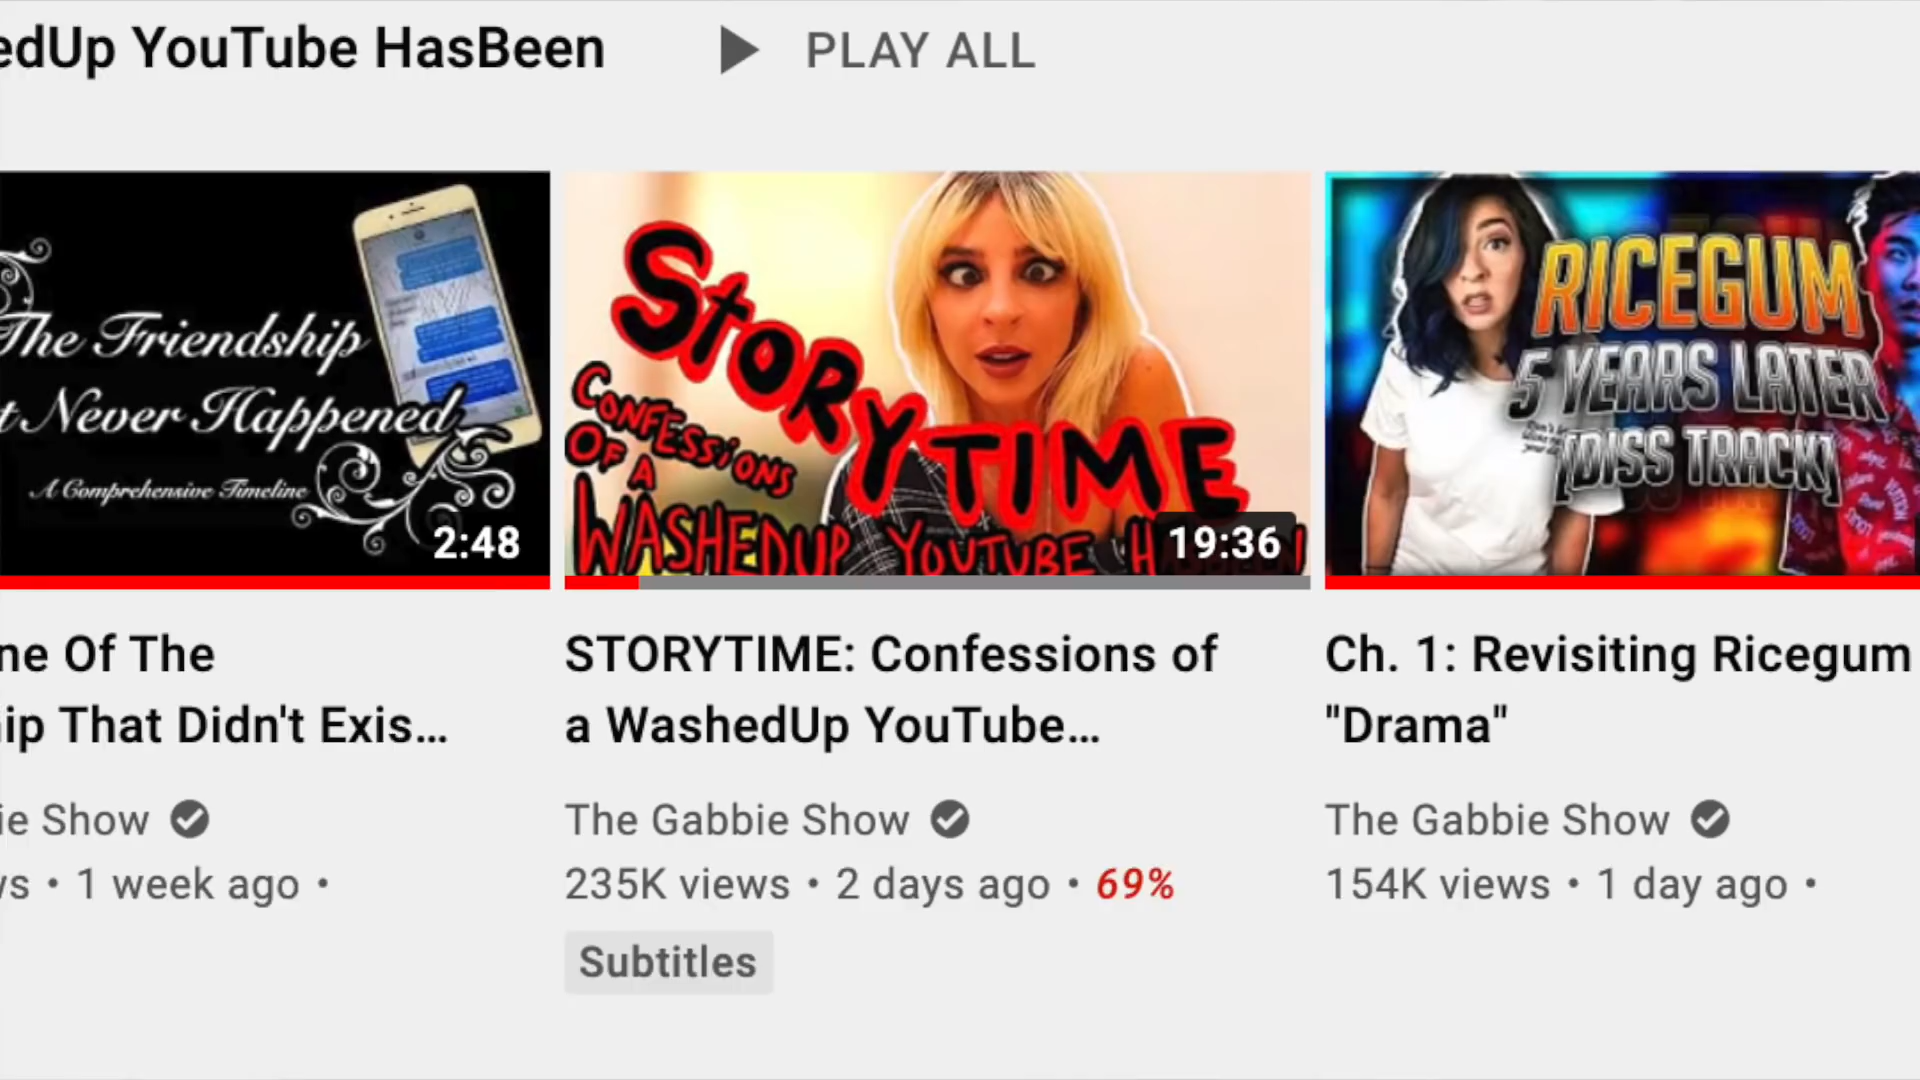 edUp YouTube HasBeen
PLAY ALL
The Friendship
t Never Happened
A Comprehensive Timeline
2:48
STORYTIME
CONFESSIONS
OF A
WASHEDUP YOUTUBE H
19:36
RICEGUM
5 YEARS LATER
[DISS TRACK]
ne Of The
ip That Didn't Exis...
ie Show
vs • 1 week ago •
STORYTIME: Confessions of
a WashedUp YouTube...
The Gabbie Show
235K views • 2 days ago • 69%
Subtitles
Ch. 1: Revisiting Ricegum
"Drama"
The Gabbie Show
154K views • 1 day ago •